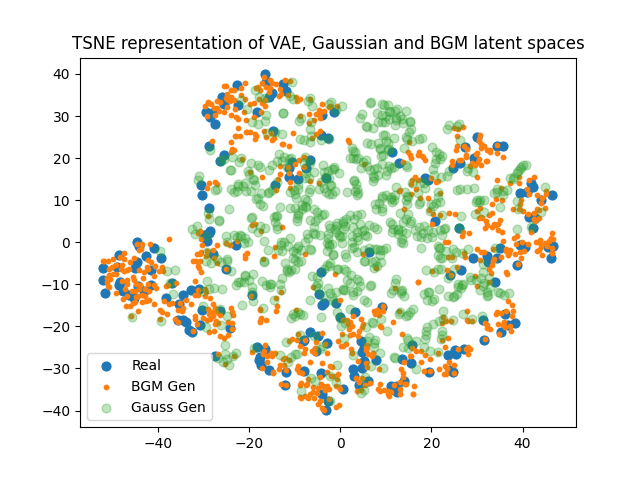 TSNE representation of VAE, Gaussian and BGM latent spaces
40
30
20
10
0
−10
−20
−30
−40
Real
BGM Gen
Gauss Gen
−40 −20 0 20 40